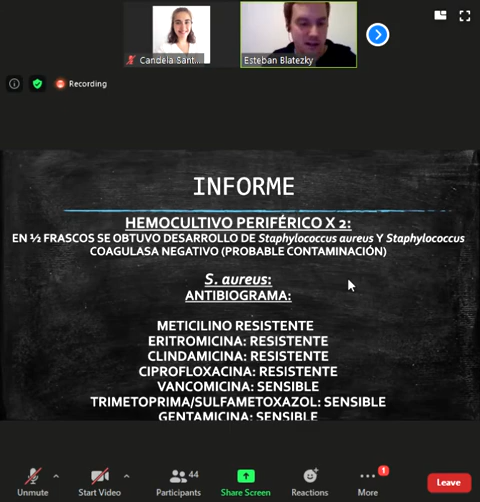 Candela Sant...
Esteban Blatezky
Recording
INFORME
HEMOCULTIVO PERIFÉRICO X 2:
EN ½ FRASCOS SE OBTUVO DESARROLLO DE Staphylococcus aureus Y Staphylococcus
COAGULASA NEGATIVO (PROBABLE CONTAMINACIÓN)
S. aureus:
ANTIBIOGRAMA:
METICILINO RESISTENTE
ERITROMICINA: RESISTENTE
CLINDAMICINA: RESISTENTE
CIPROFLOXACINA: RESISTENTE
VANCOMICINA: SENSIBLE
TRIMETOPRIMA/SULFAMETOXAZOL: SENSIBLE
GENTAMICINA: SENSIBLE
44
1
Unmute
Start Video
Participants
Share Screen
Reactions
More
Leave